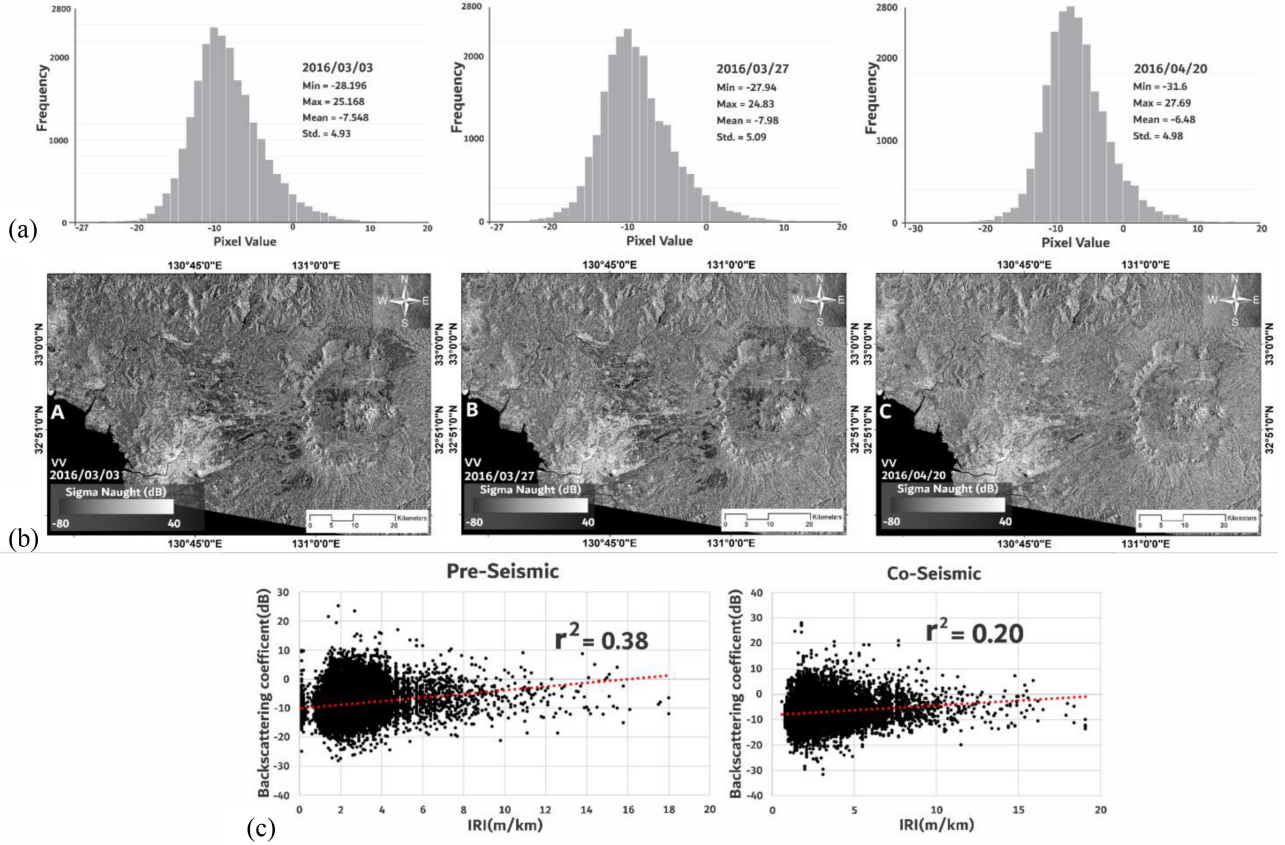 2800
2000
1000
0
Frequency
2016/03/03
Min = -28.196
Max = 25.168
Mean = -7.548
Std. = 4.93
-27 -20 -10 0 10 20
Pixel Value
2800
2000
1000
0
Frequency
2016/03/27
Min = -27.94
Max = 24.83
Mean = -7.98
Std. = 5.09
-27 -20 -10 0 10 20
Pixel Value
2800
2000
1000
0
Frequency
2016/04/20
Min = -31.6
Max = 27.69
Mean = -6.48
Std. = 4.98
-30 -20 -10 0 10 20
Pixel Value
(a)
130°45'0"E 131°0'0"E
N
W E
S
33°0'0"N
32°51'0"N
A
VV
2016/03/03
Sigma Naught (dB)
-80 40
0 5 10 20 Kilometers
130°45'0"E 131°0'0"E
130°45'0"E 131°0'0"E
N
W E
S
33°0'0"N
32°51'0"N
33°0'0"N
32°51'0"N
B
VV
2016/03/27
Sigma Naught (dB)
-80 40
0 5 10 20 Kilometers
130°45'0"E 131°0'0"E
130°45'0"E 131°0'0"E
N
W E
S
33°0'0"N
32°51'0"N
33°0'0"N
32°51'0"N
C
VV
2016/04/20
Sigma Naught (dB)
-80 40
0 5 10 20 Kilometers
130°45'0"E 131°0'0"E
33°0'0"N
32°51'0"N
(b)
Pre-Seismic
Backscattering coefficent(dB)
30
20
10
0
-10
-20
-30
-40
r² = 0.38
0 2 4 6 8 10 12 14 16 18 20
IRI(m/km)
Co-Seismic
Backscattering coefficent(dB)
40
30
20
10
0
-10
-20
-30
-40
r² = 0.20
0 5 10 15 20
IRI(m/km)
(c)